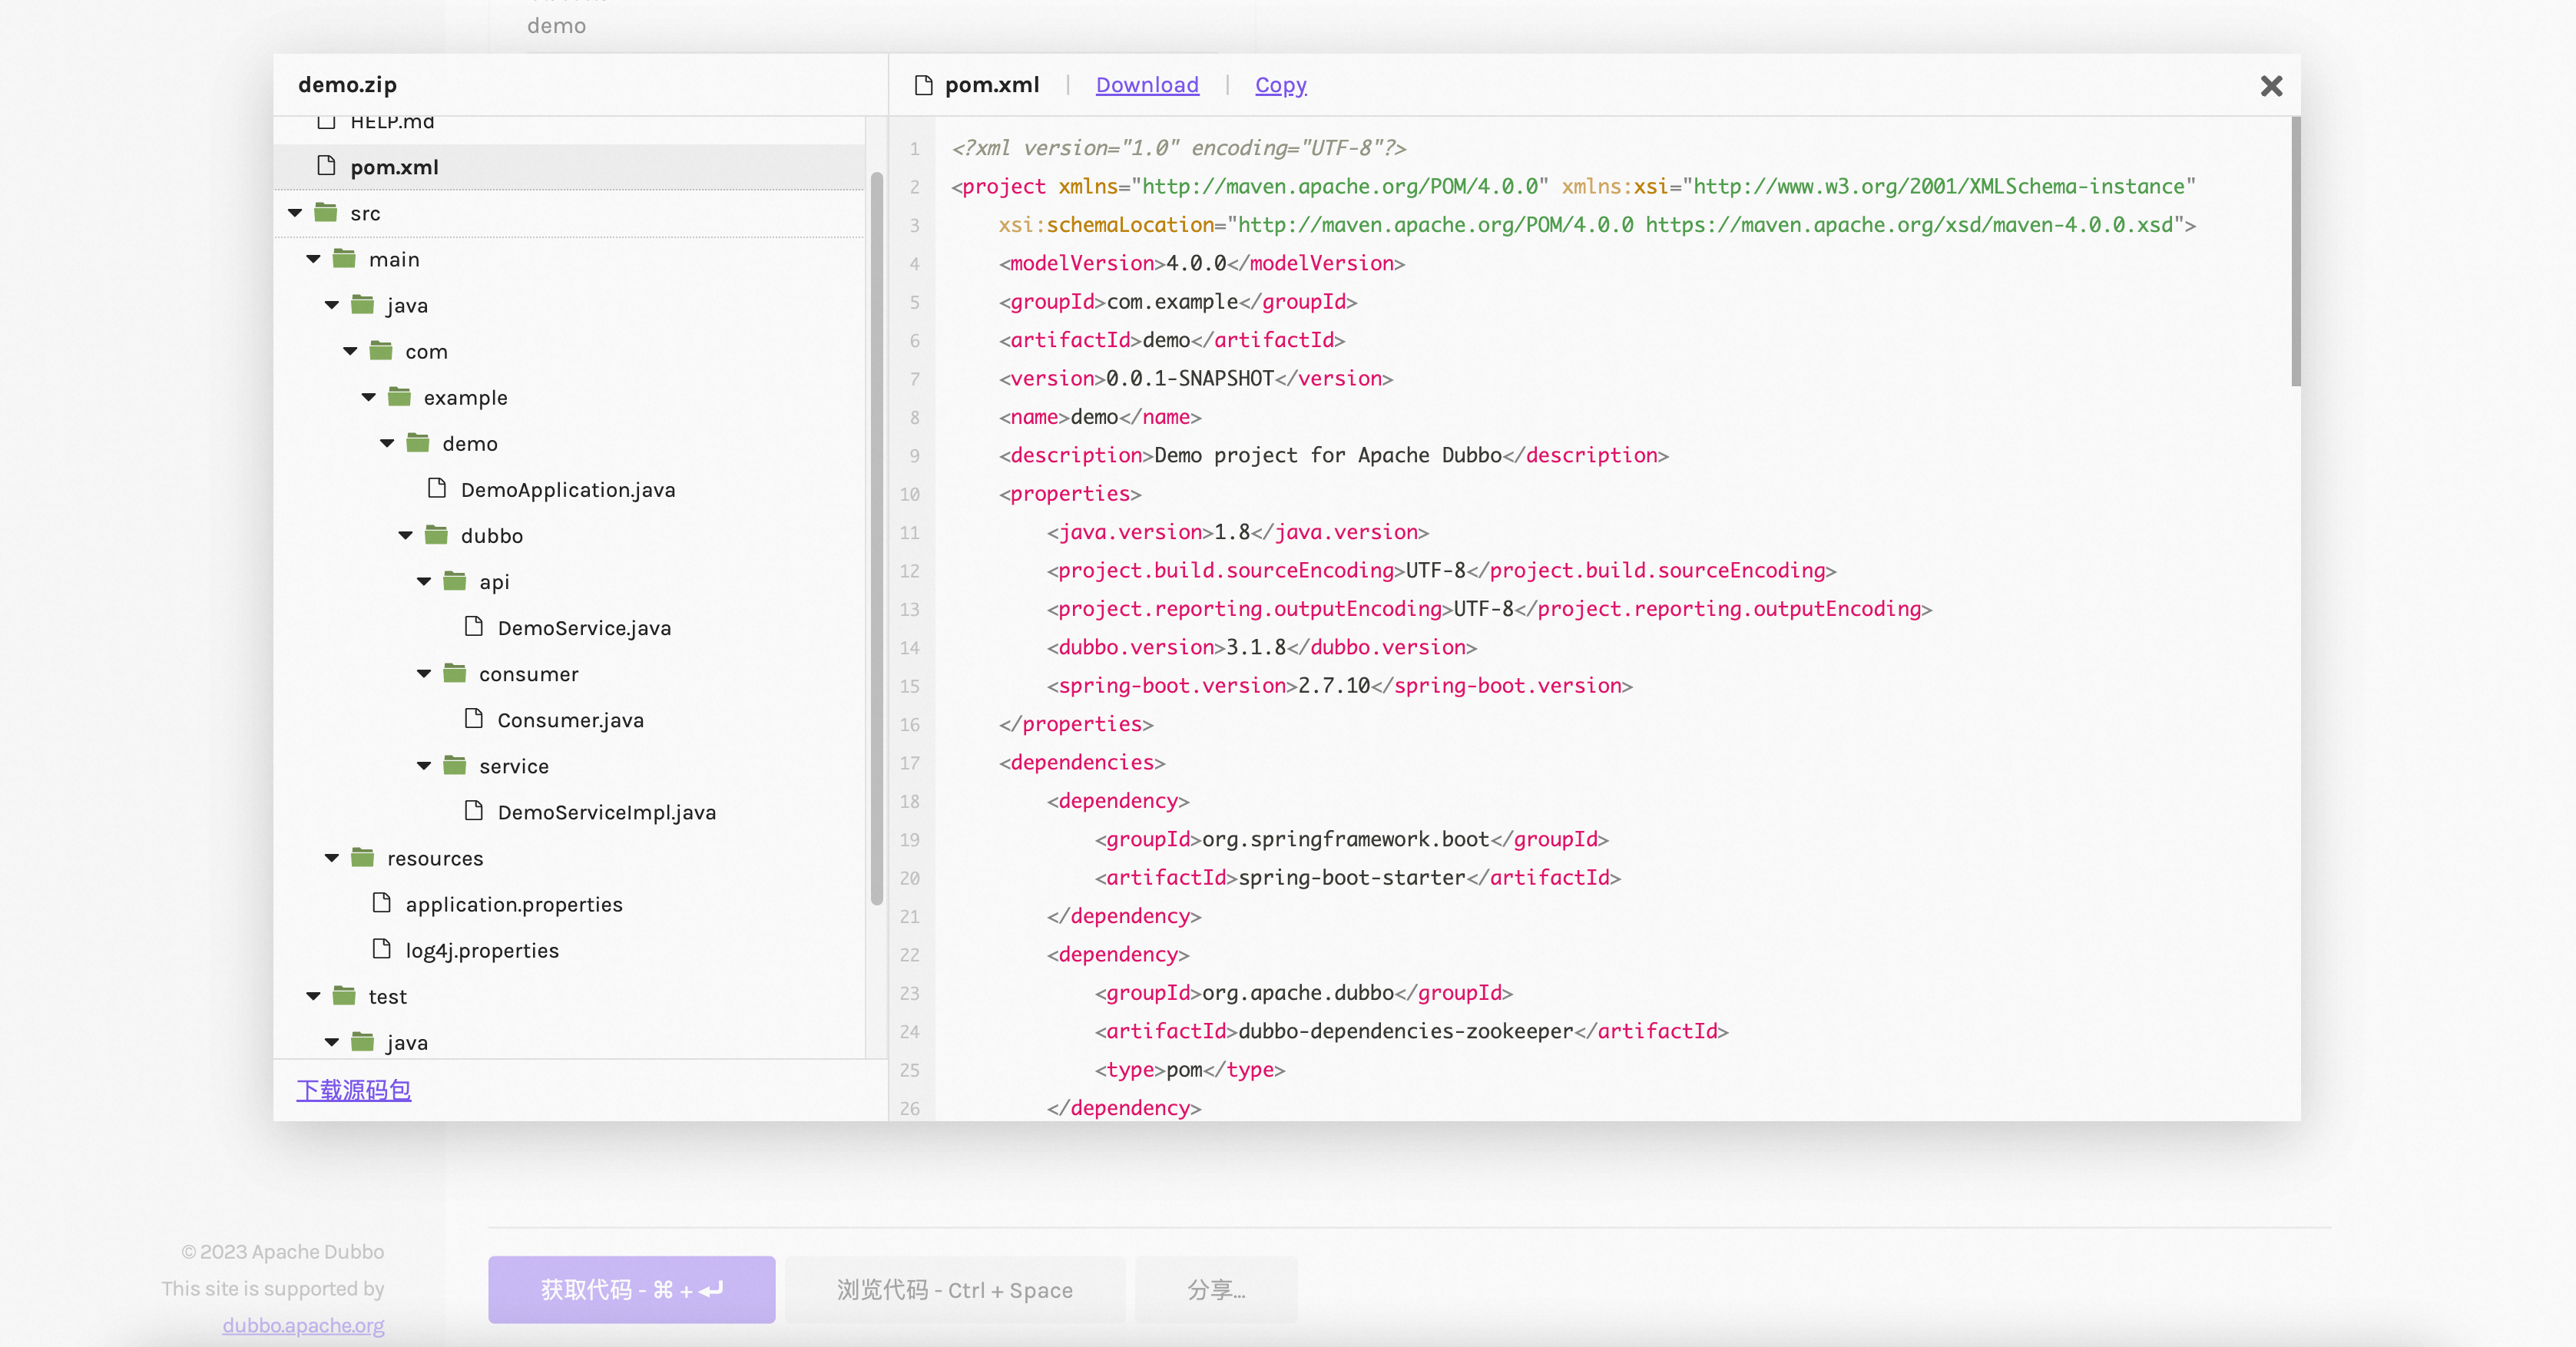 demo
demo.zip
HELP.md
pom.xml
src
main
java
com
example
demo
DemoApplication.java
dubbo
api
DemoService.java
consumer
Consumer.java
service
DemoServiceImpl.java
resources
application.properties
log4j.properties
test
java
下载源码包
pom.xml | Download | Copy
1 <?xml version="1.0" encoding="UTF-8"?>
2 <project xmlns="http://maven.apache.org/POM/4.0.0" xmlns:xsi="http://www.w3.org/2001/XMLSchema-instance"
3 xsi:schemaLocation="http://maven.apache.org/POM/4.0.0 https://maven.apache.org/xsd/maven-4.0.0.xsd">
4 <modelVersion>4.0.0</modelVersion>
5 <groupId>com.example</groupId>
6 <artifactId>demo</artifactId>
7 <version>0.0.1-SNAPSHOT</version>
8 <name>demo</name>
9 <description>Demo project for Apache Dubbo</description>
10 <properties>
11 <java.version>1.8</java.version>
12 <project.build.sourceEncoding>UTF-8</project.build.sourceEncoding>
13 <project.reporting.outputEncoding>UTF-8</project.reporting.outputEncoding>
14 <dubbo.version>3.1.8</dubbo.version>
15 <spring-boot.version>2.7.10</spring-boot.version>
16 </properties>
17 <dependencies>
18 <dependency>
19 <groupId>org.springframework.boot</groupId>
20 <artifactId>spring-boot-starter</artifactId>
21 </dependency>
22 <dependency>
23 <groupId>org.apache.dubbo</groupId>
24 <artifactId>dubbo-dependencies-zookeeper</artifactId>
25 <type>pom</type>
26 </dependency>
© 2023 Apache Dubbo
This site is supported by
dubbo.apache.org
获取代码 - ⌘ + ↵
浏览代码 - Ctrl + Space
分享...